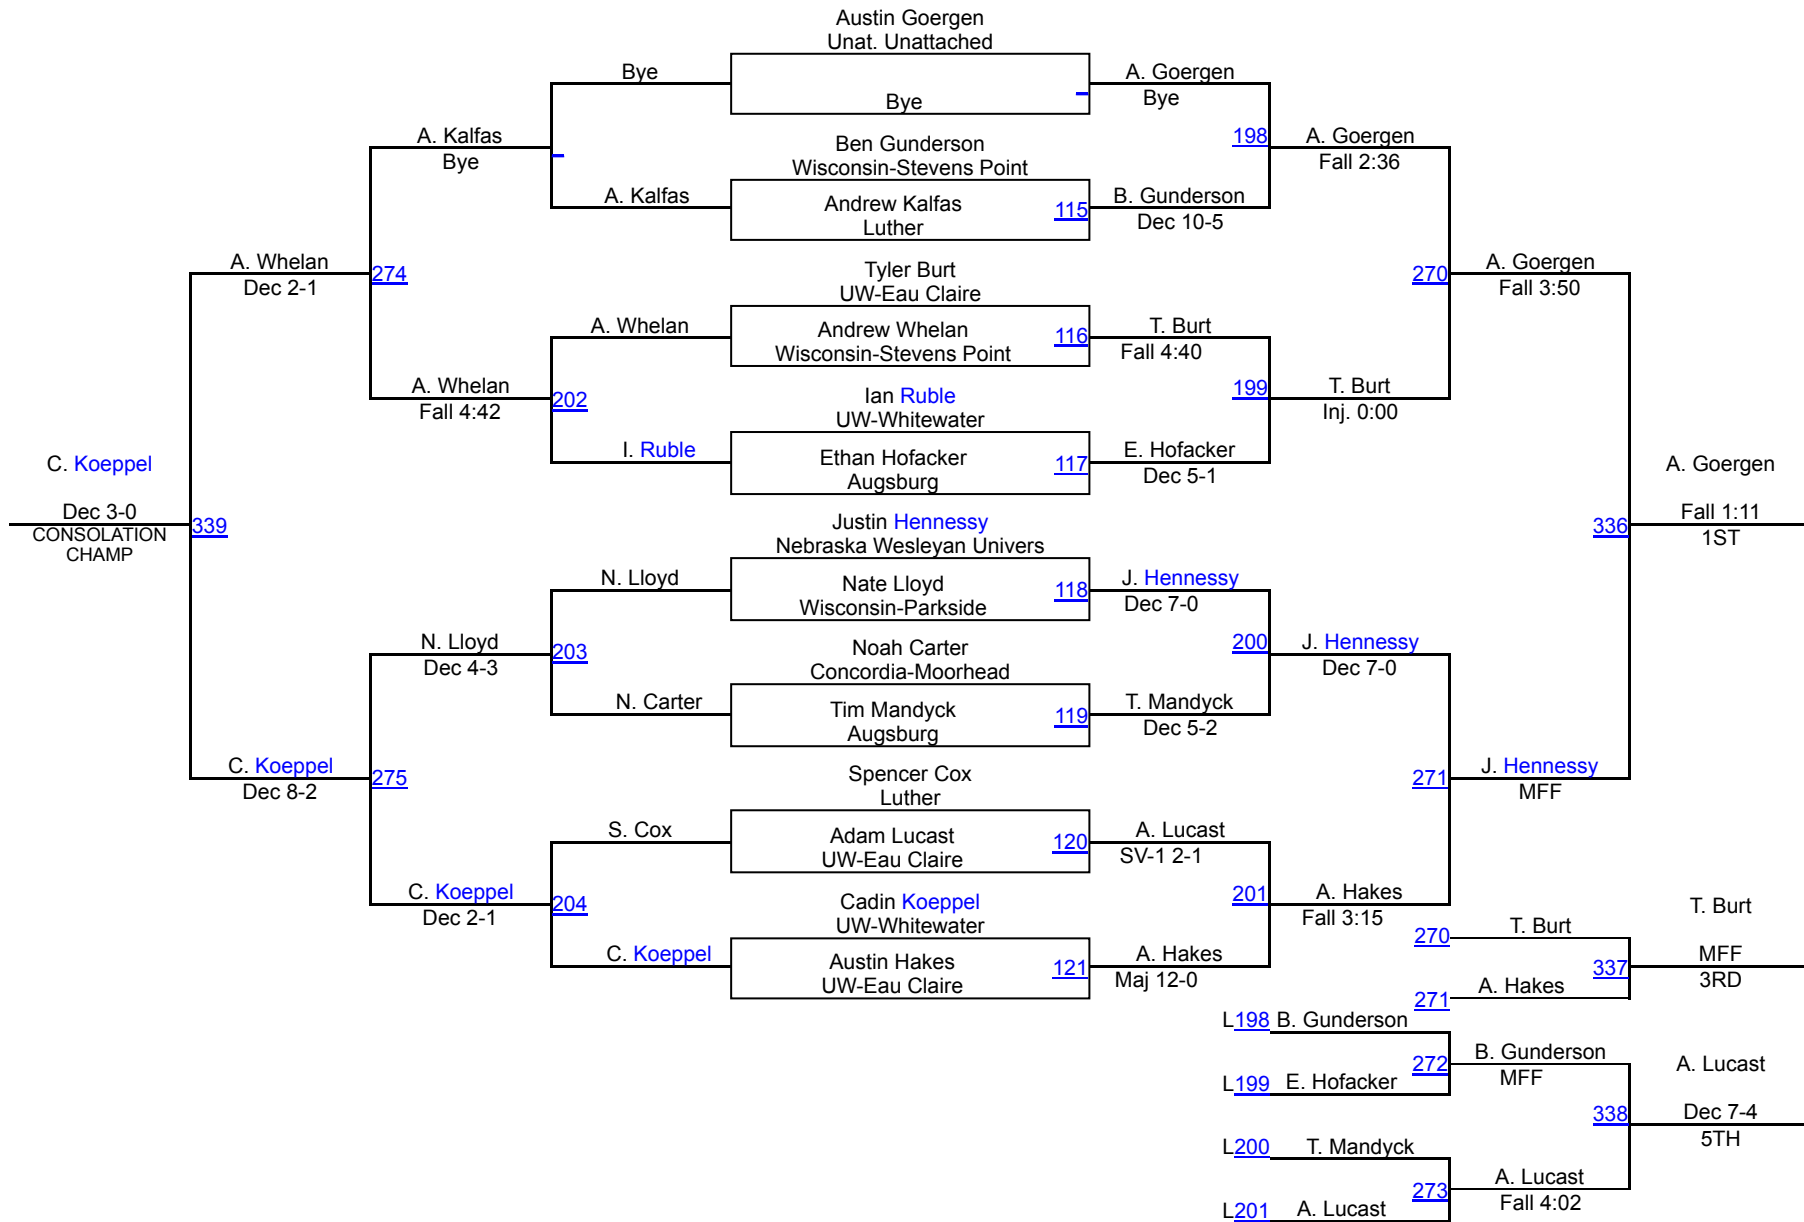 Austin Goergen
Unat. Unattached
Bye
A. Goergen
Bye
Bye
A. Kalfas
Bye
Ben Gunderson
Wisconsin-Stevens Point
198
A. Goergen
Fall 2:36
A. Kalfas
Andrew Kalfas
Luther
115
B. Gunderson
Dec 10-5
A. Whelan
Dec 2-1
274
Tyler Burt
UW-Eau Claire
270
A. Goergen
Fall 3:50
A. Whelan
Andrew Whelan
Wisconsin-Stevens Point
116
T. Burt
Fall 4:40
A. Whelan
Fall 4:42
202
Ian Ruble
UW-Whitewater
199
T. Burt
Inj. 0:00
I. Ruble
Ethan Hofacker
Augsburg
117
E. Hofacker
Dec 5-1
C. Koeppel
Dec 3-0
CONSOLATION
CHAMP
339
Justin Hennessy
Nebraska Wesleyan Univers
336
A. Goergen
Fall 1:11
1ST
N. Lloyd
Nate Lloyd
Wisconsin-Parkside
118
J. Hennessy
Dec 7-0
N. Lloyd
Dec 4-3
203
Noah Carter
Concordia-Moorhead
200
J. Hennessy
Dec 7-0
N. Carter
Tim Mandyck
Augsburg
119
T. Mandyck
Dec 5-2
C. Koeppel
Dec 8-2
275
Spencer Cox
Luther
271
J. Hennessy
MFF
S. Cox
Adam Lucast
UW-Eau Claire
120
A. Lucast
SV-1 2-1
C. Koeppel
Dec 2-1
204
Cadin Koeppel
UW-Whitewater
201
A. Hakes
Fall 3:15
C. Koeppel
Austin Hakes
UW-Eau Claire
121
A. Hakes
Maj 12-0
270
T. Burt
337
T. Burt
MFF
3RD
271
A. Hakes
L198 B. Gunderson
272
B. Gunderson
MFF
L199 E. Hofacker
338
A. Lucast
Dec 7-4
5TH
L200 T. Mandyck
273
A. Lucast
Fall 4:02
L201 A. Lucast